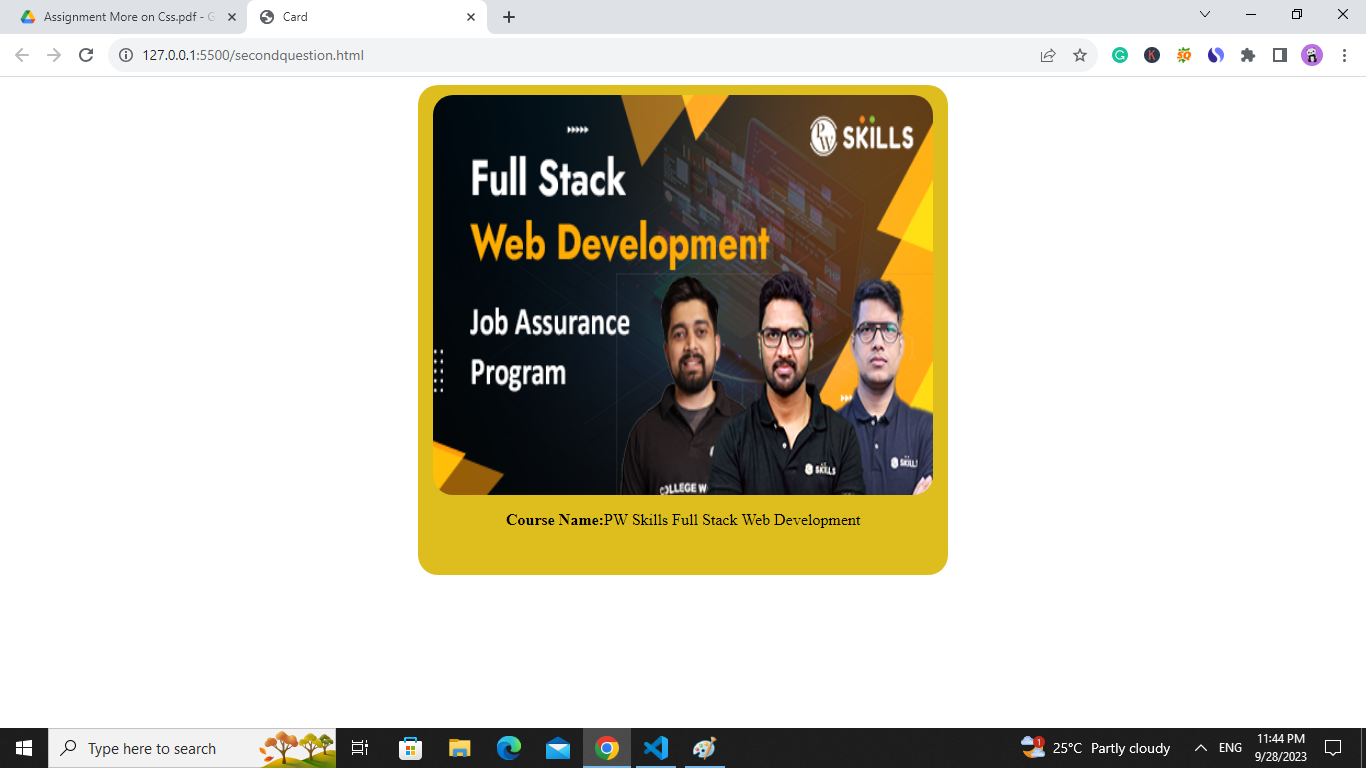 Assignment More on Css.pdf - G
Card
127.0.0.1:5500/secondquestion.html
PW SKILLS
Full Stack
Web Development
Job Assurance
Program
SKILLS
SKILLS
COLLEGE W
Course Name:PW Skills Full Stack Web Development
Type here to search
1
25°C Partly cloudy
ENG
11:44 PM
9/28/2023